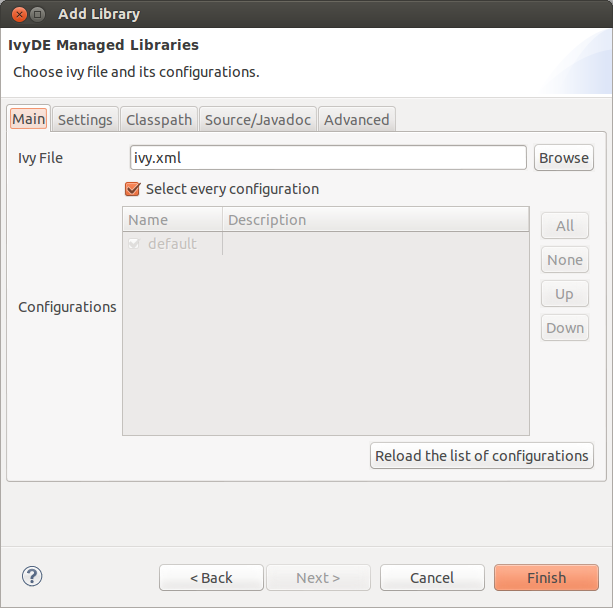 Add Library
IvyDE Managed Libraries
Choose ivy file and its configurations.
Main Settings Classpath Source/Javadoc Advanced
Ivy File ivy.xml Browse
Select every configuration
Name Description All
default
None
Up
Configurations
Down
Reload the list of configurations
? < Back Next > Cancel Finish